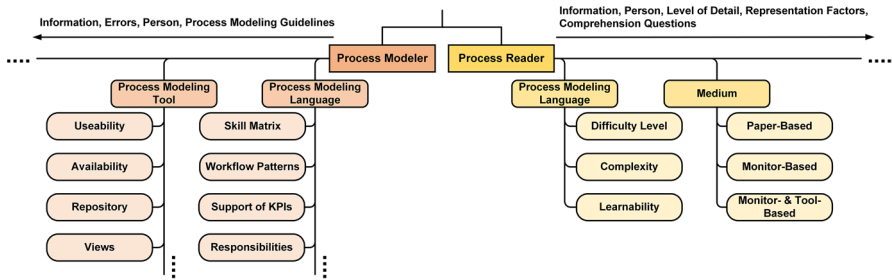 Information, Errors, Person, Process Modeling Guidelines
Information, Person, Level of Detail, Representation Factors,
Comprehension Questions
Process Modeler
Process Reader
Process Modeling
Tool
Process Modeling
Language
Process Modeling
Language
Medium
Useability
Skill Matrix
Difficulty Level
Paper-Based
Availability
Workflow Patterns
Complexity
Monitor-Based
Repository
Support of KPIs
Learnability
Monitor- & Tool-
Based
Views
Responsibilities